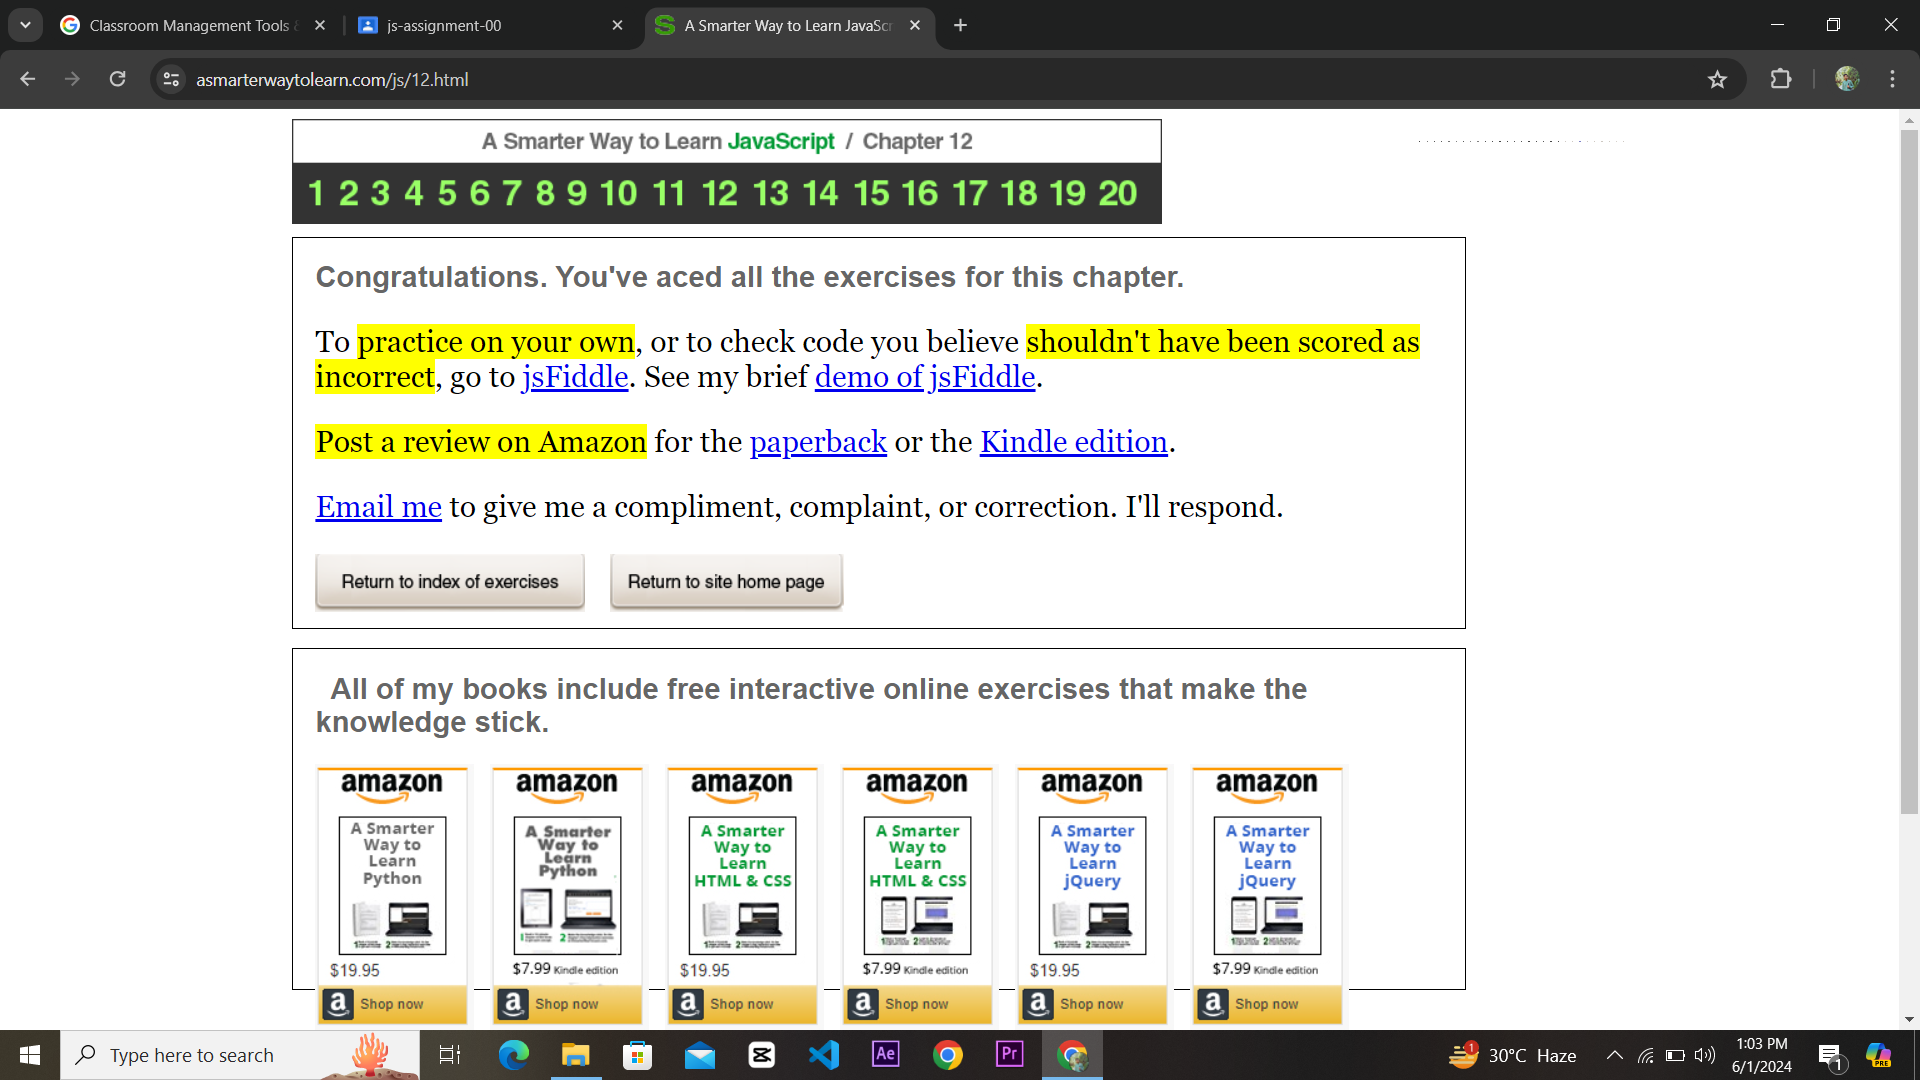 Classroom Management Tools &
js-assignment-00
A Smarter Way to Learn JavaScr
asmarterwaytolearn.com/js/12.html
A Smarter Way to Learn JavaScript / Chapter 12
1 2 3 4 5 6 7 8 9 10 11 12 13 14 15 16 17 18 19 20
Congratulations. You've aced all the exercises for this chapter.
To practice on your own, or to check code you believe shouldn't have been scored as
incorrect, go to jsFiddle. See my brief demo of jsFiddle.
Post a review on Amazon for the paperback or the Kindle edition.
Email me to give me a compliment, complaint, or correction. I'll respond.
Return to index of exercises
Return to site home page
All of my books include free interactive online exercises that make the
knowledge stick.
amazon
A Smarter
Way to
Learn
Python
$19.95
a Shop now
amazon
A Smarter
Way to
Learn
Python
$7.99 Kindle edition
a Shop now
amazon
A Smarter
Way to
Learn
HTML & CSS
$19.95
a Shop now
amazon
A Smarter
Way to
Learn
HTML & CSS
$7.99 Kindle edition
a Shop now
amazon
A Smarter
Way to
Learn
jQuery
$19.95
a Shop now
amazon
A Smarter
Way to
Learn
jQuery
$7.99 Kindle edition
a Shop now
Type here to search
Ae
Pr
1
30°C Haze
1:03 PM
6/1/2024
1
PRE